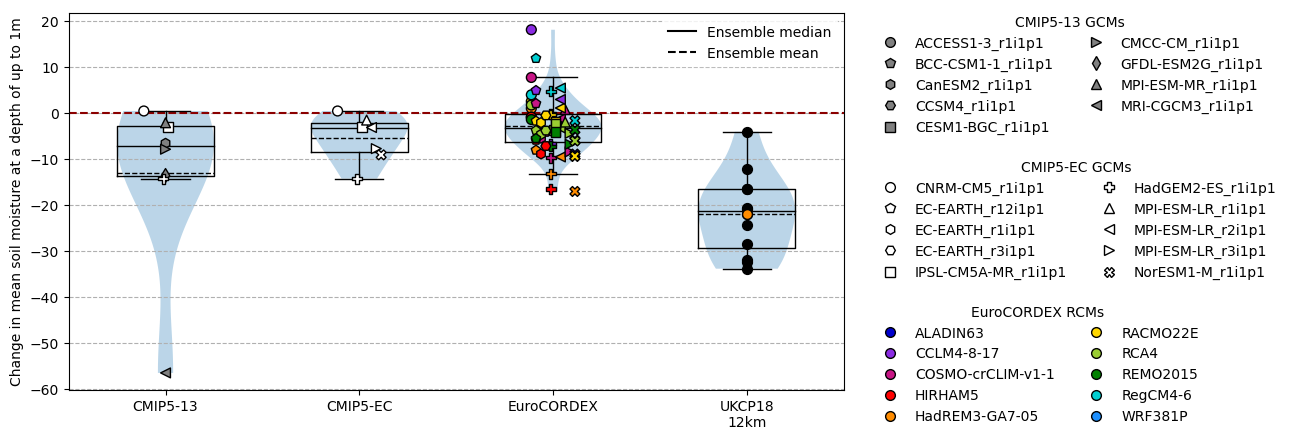 Change in mean soil moisture at a depth of up to 1m
20
10
0
−10
−20
−30
−40
−50
−60
CMIP5-13
CMIP5-EC
EuroCORDEX
UKCP18
12km
Ensemble median
Ensemble mean
CMIP5-13 GCMs
ACCESS1-3_r1i1p1
BCC-CSM1-1_r1i1p1
CanESM2_r1i1p1
CCSM4_r1i1p1
CESM1-BGC_r1i1p1
CMCC-CM_r1i1p1
GFDL-ESM2G_r1i1p1
MPI-ESM-MR_r1i1p1
MRI-CGCM3_r1i1p1
CMIP5-EC GCMs
CNRM-CM5_r1i1p1
EC-EARTH_r12i1p1
EC-EARTH_r1i1p1
EC-EARTH_r3i1p1
IPSL-CM5A-MR_r1i1p1
HadGEM2-ES_r1i1p1
MPI-ESM-LR_r1i1p1
MPI-ESM-LR_r2i1p1
MPI-ESM-LR_r3i1p1
NorESM1-M_r1i1p1
EuroCORDEX RCMs
ALADIN63
CCLM4-8-17
COSMO-crCLIM-v1-1
HIRHAM5
HadREM3-GA7-05
RACMO22E
RCA4
REMO2015
RegCM4-6
WRF381P